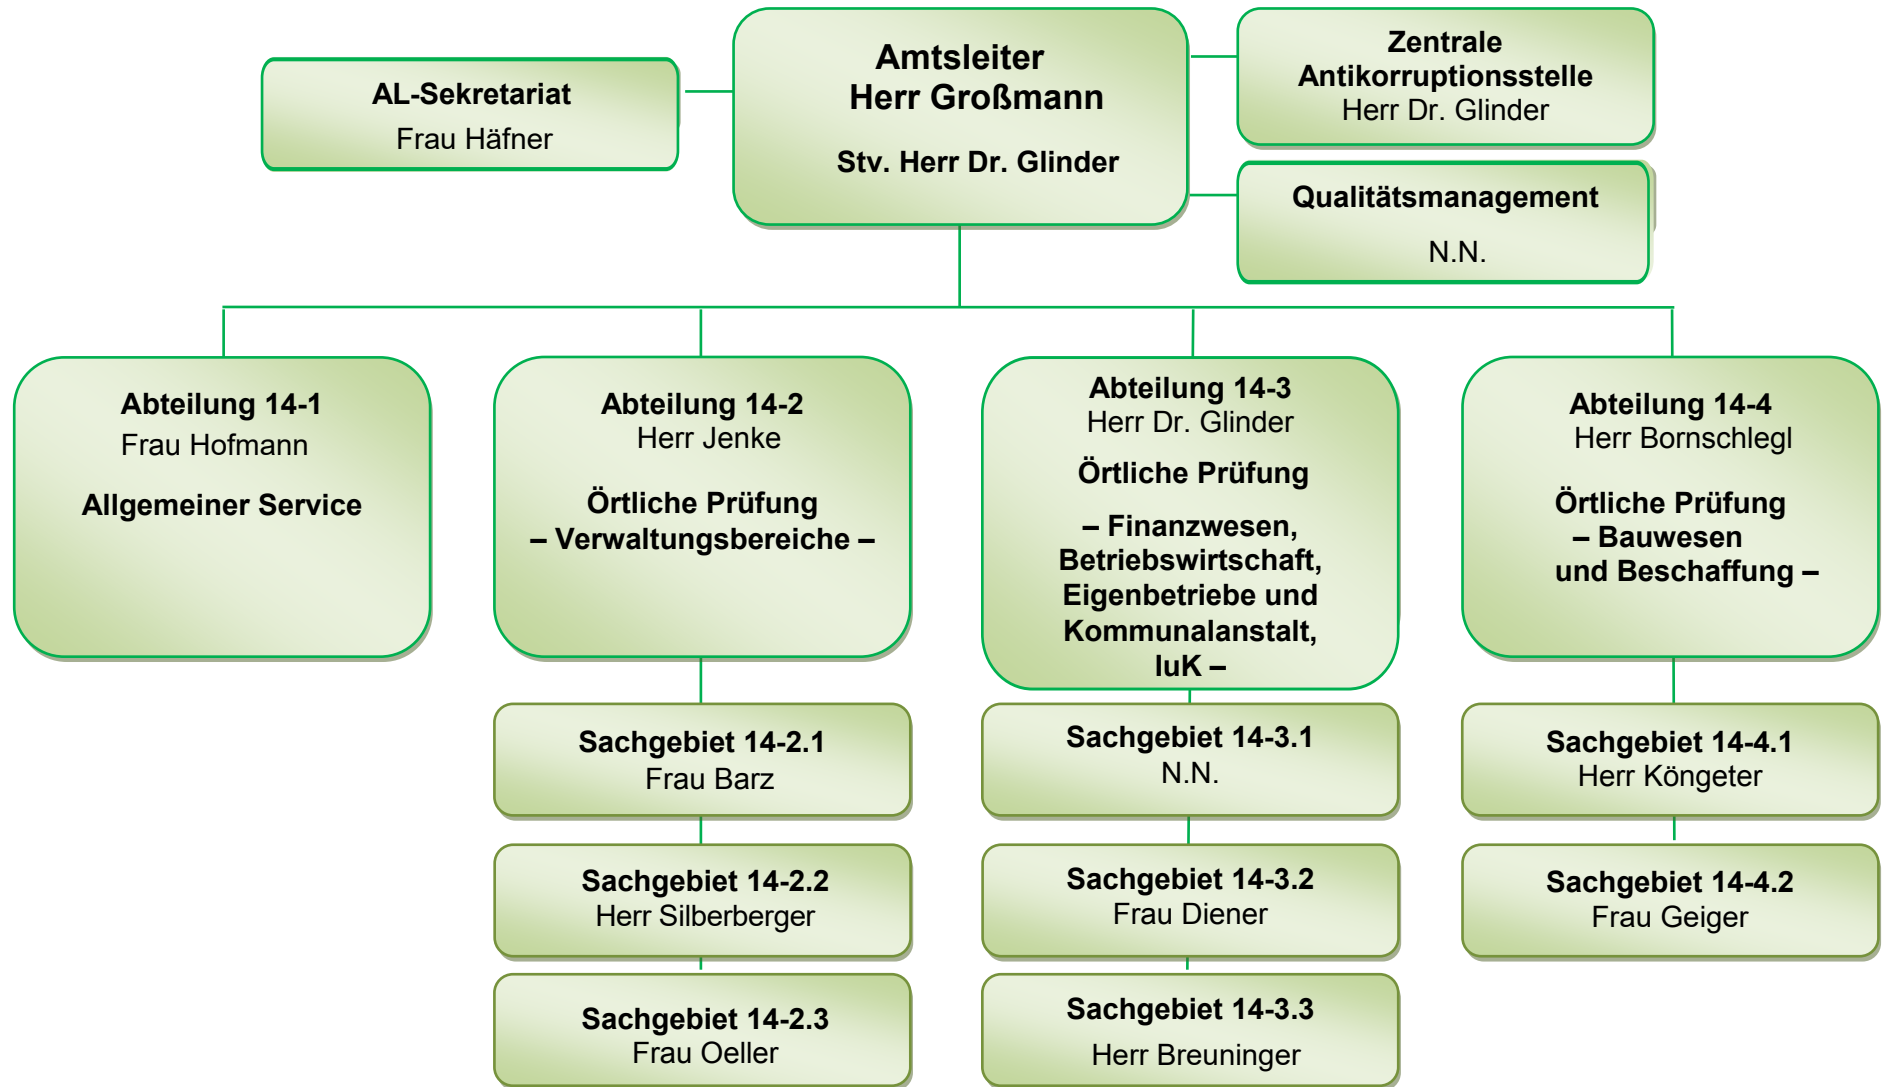 Amtsleiter
Herr Großmann
Stv. Herr Dr. Glinder
AL-Sekretariat
Frau Häfner
Zentrale
Antikorruptionsstelle
Herr Dr. Glinder
Qualitätsmanagement
N.N.
Abteilung 14-1
Frau Hofmann
Allgemeiner Service
Abteilung 14-2
Herr Jenke
Örtliche Prüfung
– Verwaltungsbereiche –
Sachgebiet 14-2.1
Frau Barz
Sachgebiet 14-2.2
Herr Silberberger
Sachgebiet 14-2.3
Frau Oeller
Abteilung 14-3
Herr Dr. Glinder
Örtliche Prüfung
– Finanzwesen,
Betriebswirtschaft,
Eigenbetriebe und
Kommunalanstalt,
IuK –
Sachgebiet 14-3.1
N.N.
Sachgebiet 14-3.2
Frau Diener
Sachgebiet 14-3.3
Herr Breuninger
Abteilung 14-4
Herr Bornschlegl
Örtliche Prüfung
– Bauwesen
und Beschaffung –
Sachgebiet 14-4.1
Herr Köngeter
Sachgebiet 14-4.2
Frau Geiger